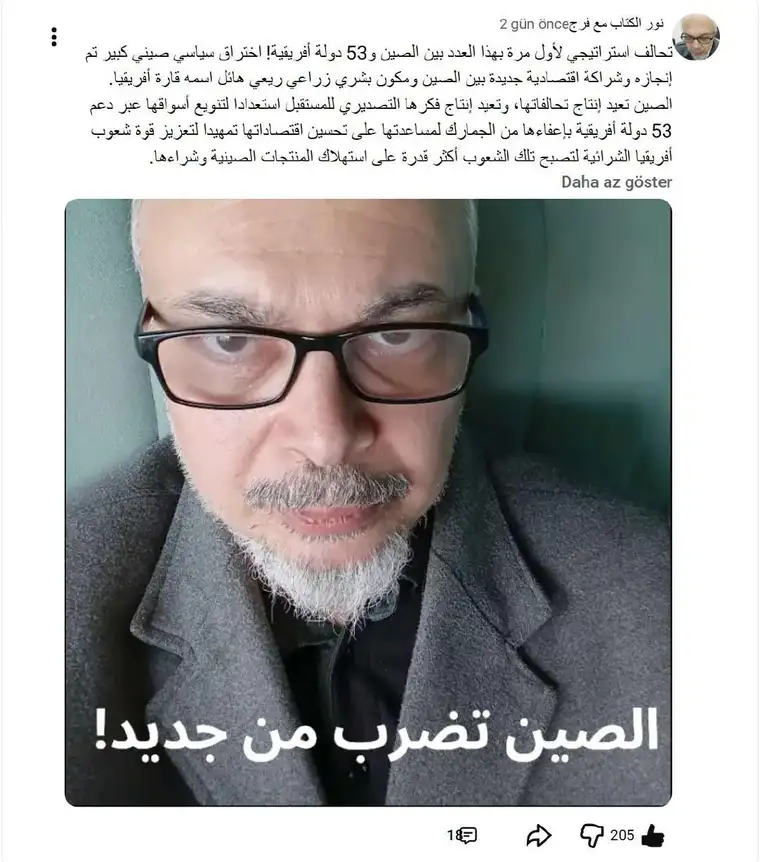 نور الكتاب مع فرج2 gün önce
تحالف استراتيجي لأول مرة بهذا العدد بين الصين و53 دولة أفريقية! اختراق سياسي صيني كبير تم
إنجازه وشراكة اقتصادية جديدة بين الصين ومكون بشري زراعي ريعي هائل اسمه قارة أفريقيا.
الصين تعيد إنتاج تحالفاتها، وتعيد إنتاج فكرها التصديري للمستقبل استعدادا لتنويع أسواقها عبر دعم
53 دولة أفريقية بإعفاءها من الجمارك لمساعدتها على تحسين اقتصاداتها تمهيدا لتعزيز قوة شعوب
أفريقيا الشرائية لتصبح تلك الشعوب أكثر قدرة على استهلاك المنتجات الصينية وشراءها.
Daha az göster
الصين تضرب من جديد!
205
18